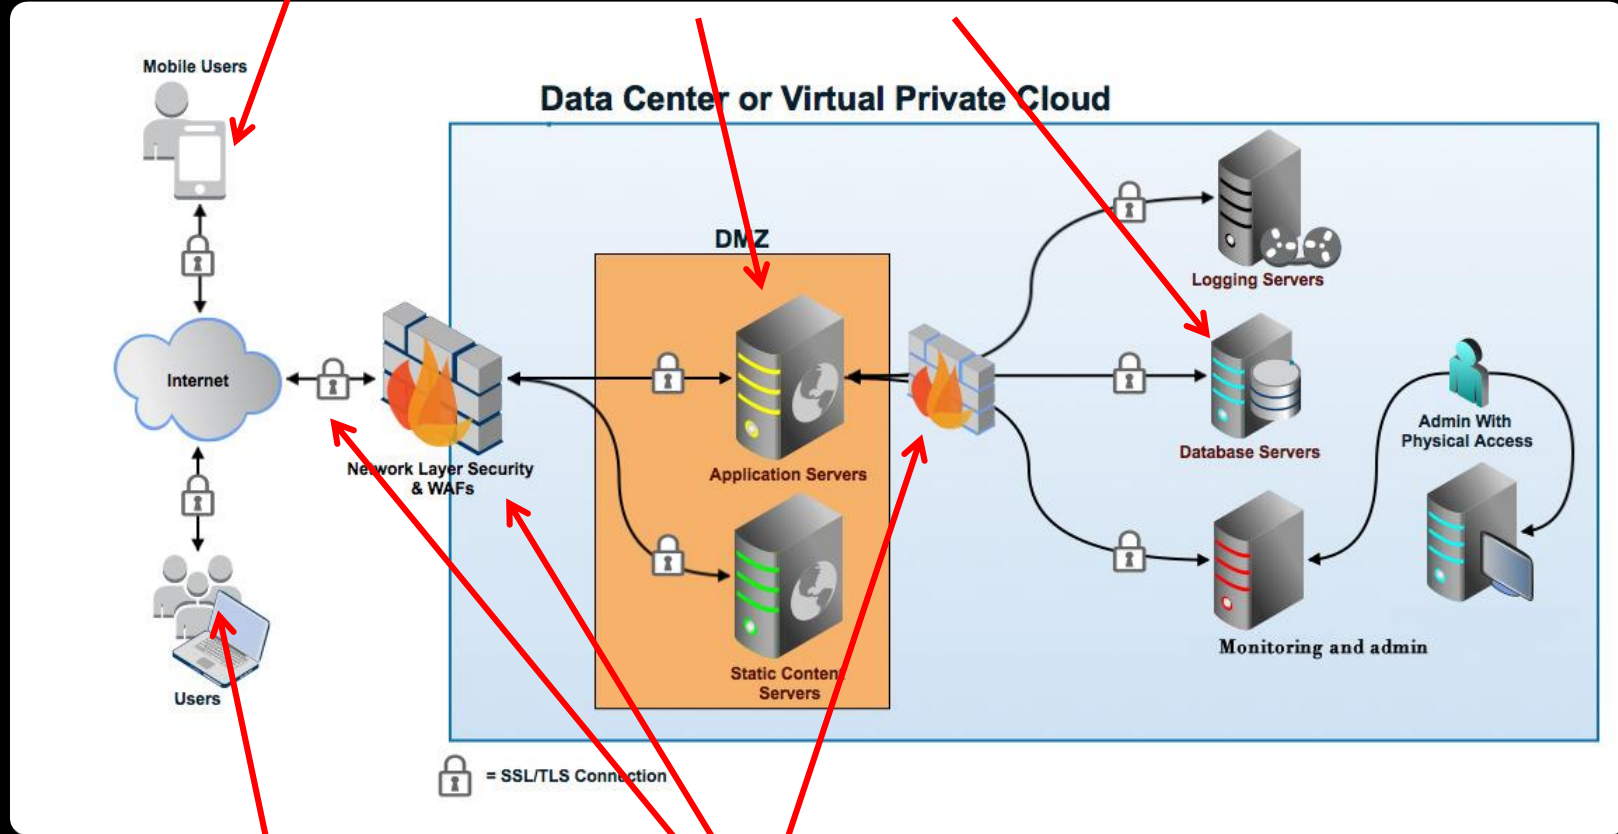 Mobile Users
Data Center or Virtual Private Cloud
DMZ
Logging Servers
Internet
Network Layer Security
& WAFs
Application Servers
Database Servers
Admin With
Physical Access
Static Content
Servers
Monitoring and admin
Users
= SSL/TLS Connection